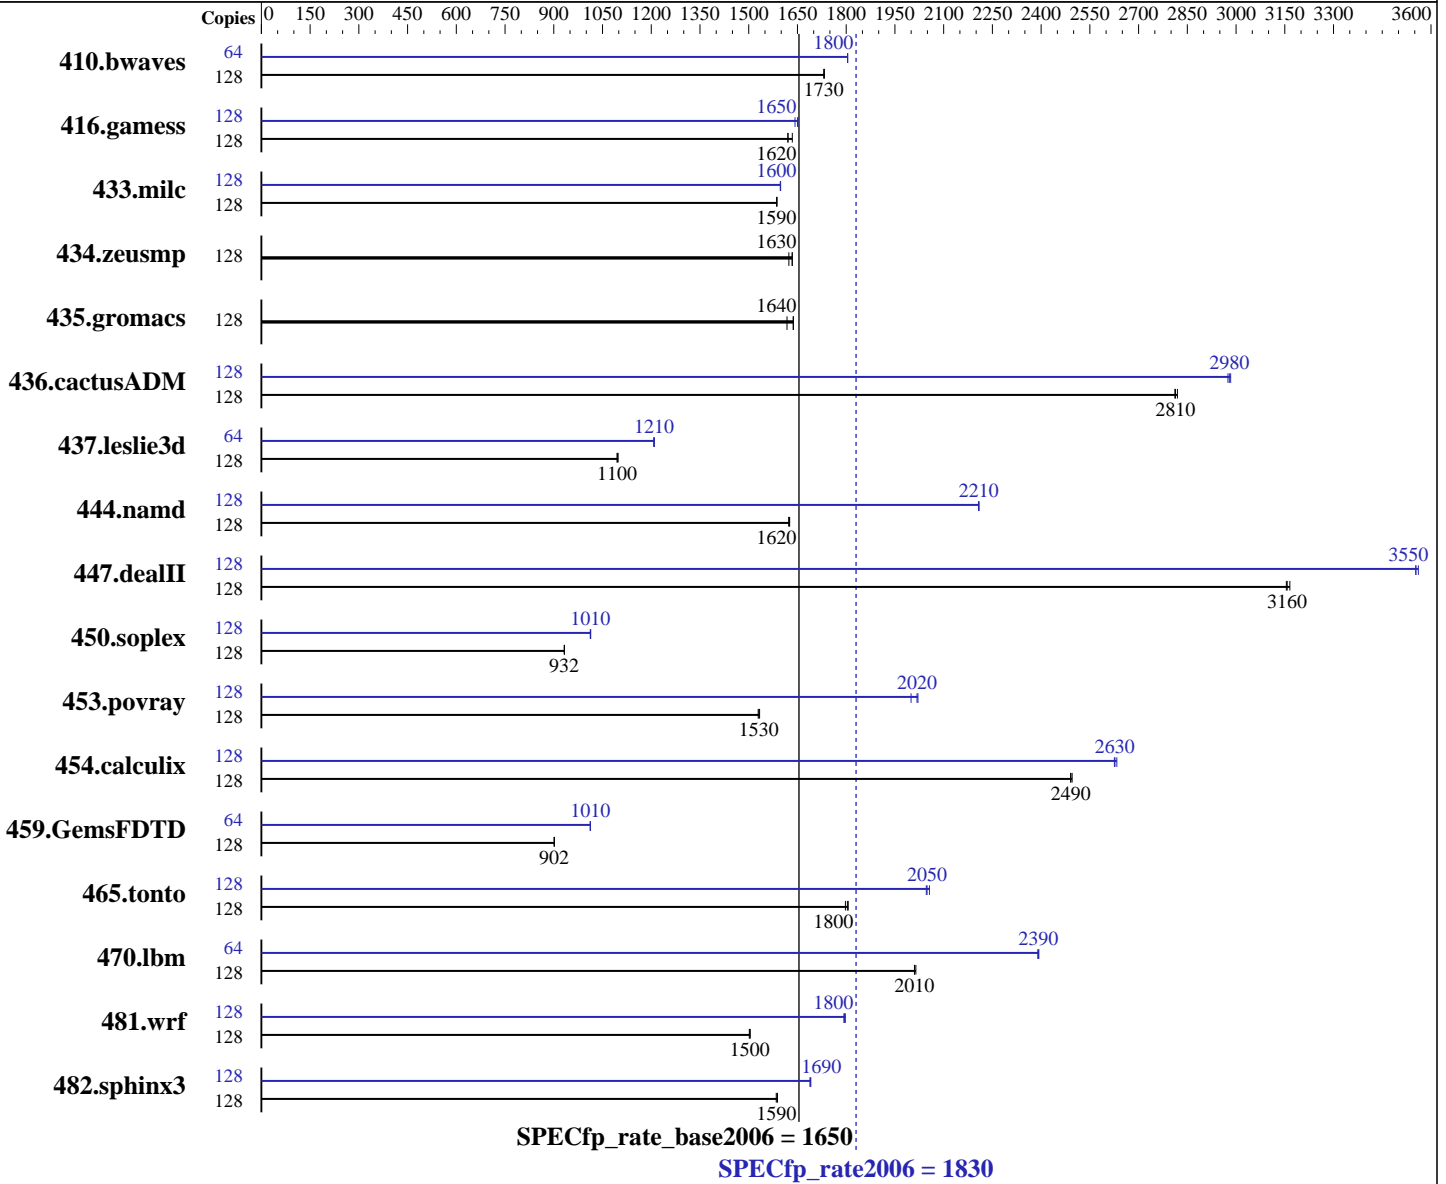 Copies 0 150 300 450 600 750 900 1050 1200 1350 1500 1650 1800 1950 2100 2250 2400 2550 2700 2850 3000 3150 3300 3600
410.bwaves 64 1800
128 1730
416.gamess 128 1650
128 1620
433.milc 128 1600
128 1590
434.zeusmp 128 1630
435.gromacs 128 1640
436.cactusADM 128 2980
128 2810
437.leslie3d 64 1210
128 1100
444.namd 128 2210
128 1620
447.dealII 128 3550
128 3160
450.soplex 128 1010
128 932
453.povray 128 2020
128 1530
454.calculix 128 2630
128 2490
459.GemsFDTD 64 1010
128 902
465.tonto 128 2050
128 1800
470.lbm 64 2390
128 2010
481.wrf 128 1800
128 1500
482.sphinx3 128 1690
128 1590
SPECfp_rate_base2006 = 1650
SPECfp_rate2006 = 1830